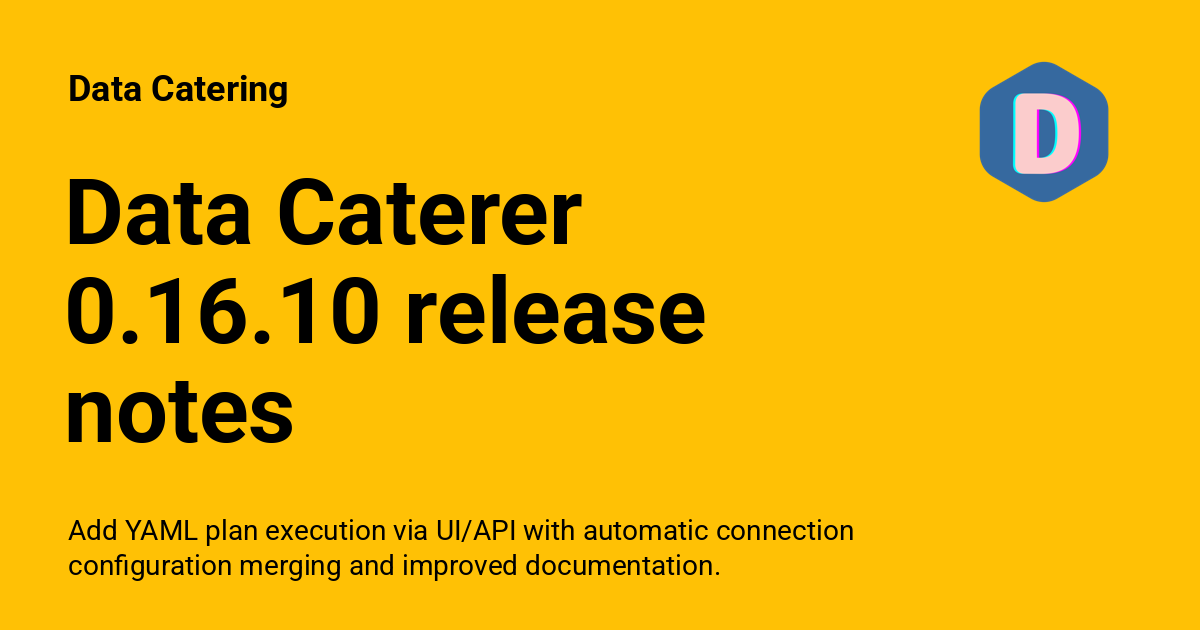 Data Catering
D
Data Caterer
0.16.10 release
notes
Add YAML plan execution via UI/API with automatic connection
configuration merging and improved documentation.